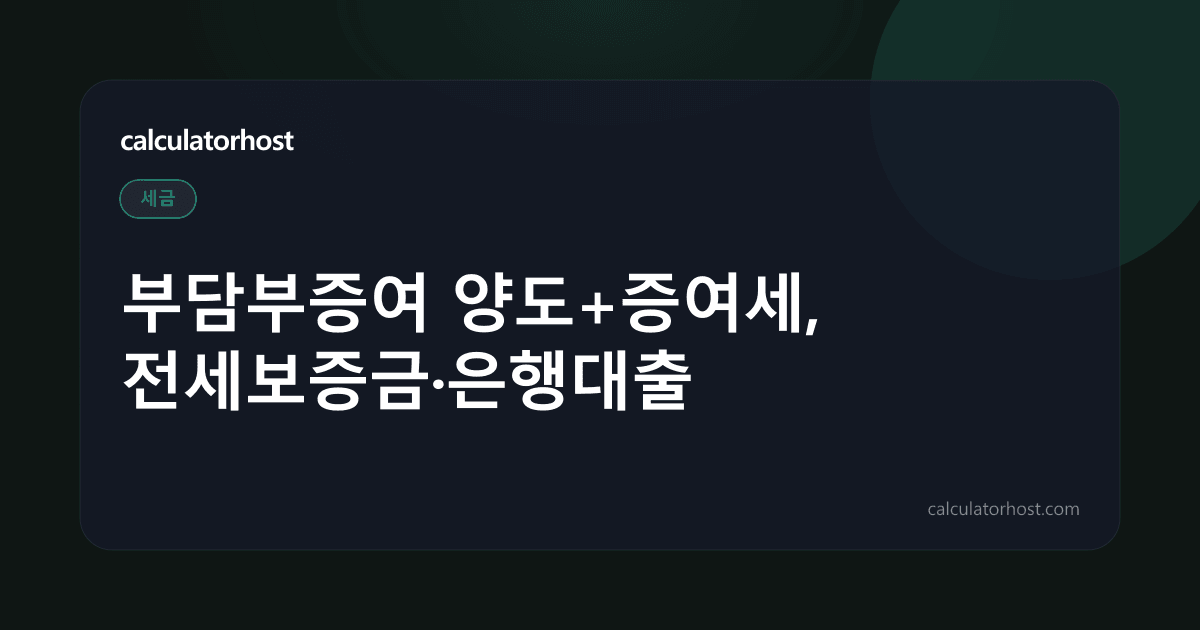 calculatorhost
세금
부담부증여 양도+증여세,
전세보증금·은행대출
calculatorhost.com